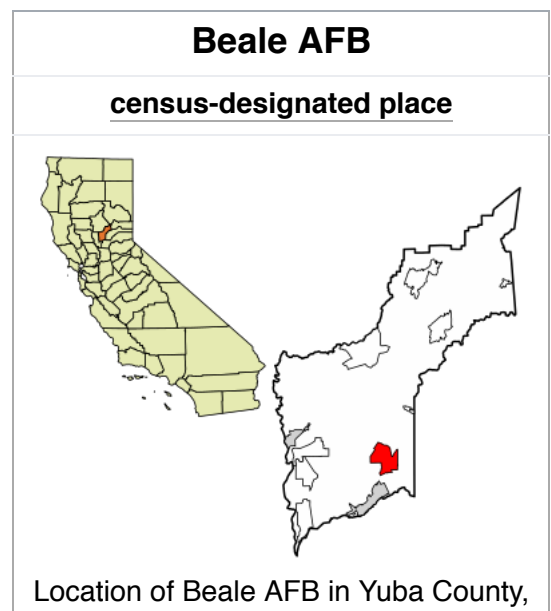 Beale AFB
census-designated place
Location of Beale AFB in Yuba County,